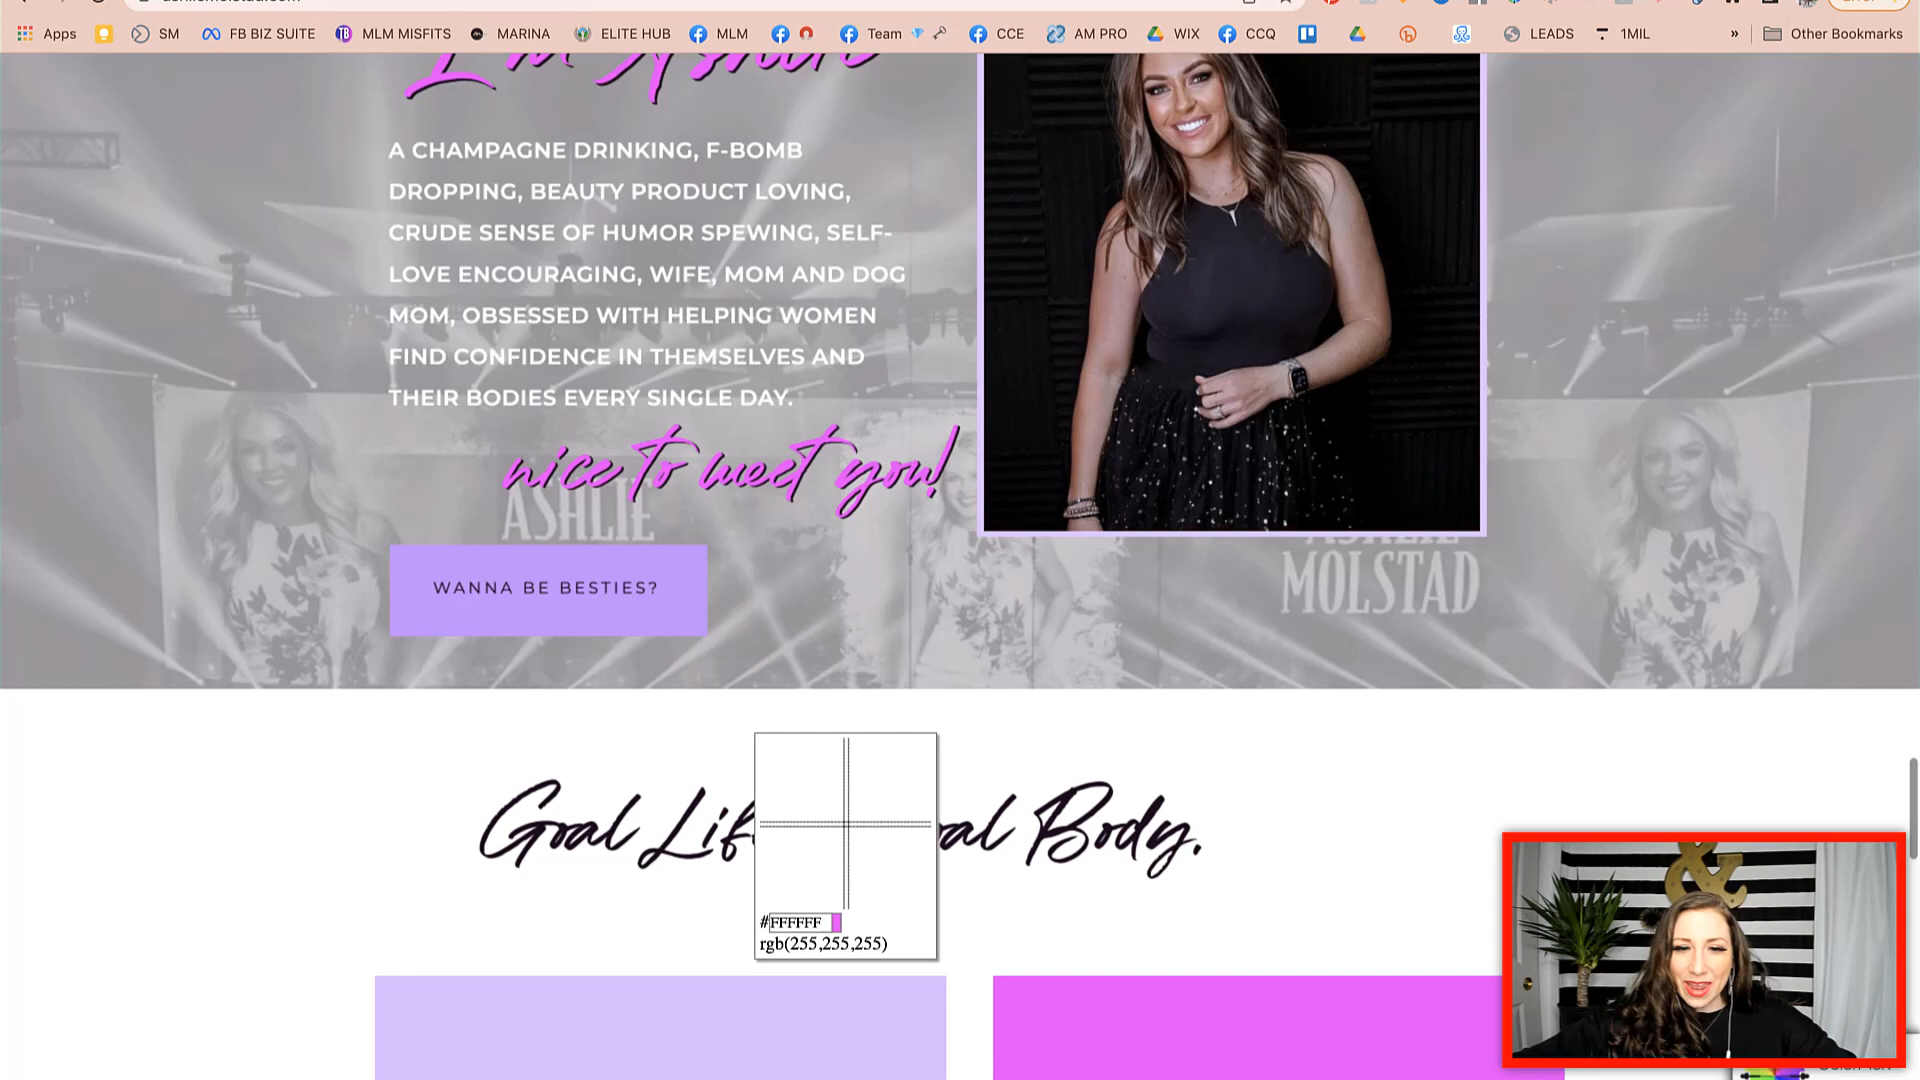 Apps SM FB BIZ SUITE MLM MISFITS MARINA ELITE HUB MLM Team CCE AM PRO WIX CCQ LEADS 1MIL » Other Bookmarks
I'm Ashlie
A CHAMPAGNE DRINKING, F-BOMB
DROPPING, BEAUTY PRODUCT LOVING,
CRUDE SENSE OF HUMOR SPEWING, SELF-
LOVE ENCOURAGING, WIFE, MOM AND DOG
MOM, OBSESSED WITH HELPING WOMEN
FIND CONFIDENCE IN THEMSELVES AND
THEIR BODIES EVERY SINGLE DAY.
nice to meet you!
ASHLIE
MOLSTAD
WANNA BE BESTIES?
Goal Body.
#FFFFFF
rgb(255,255,255)
&